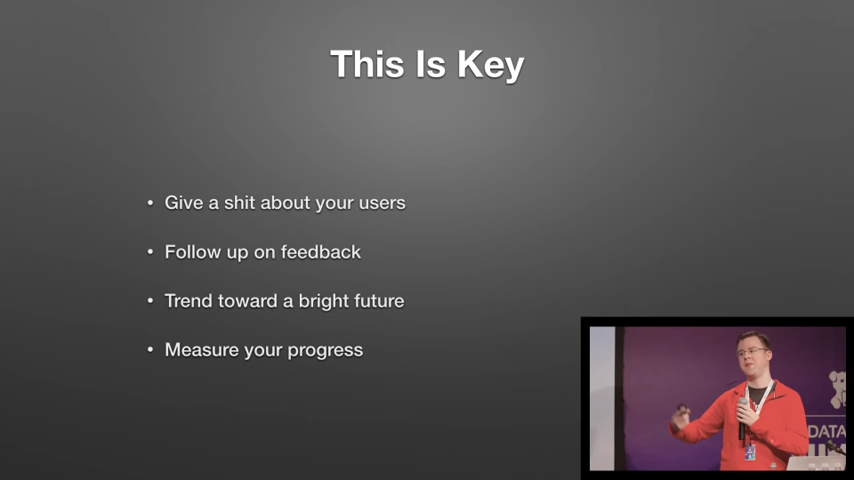 This Is Key
• Give a shit about your users
• Follow up on feedback
• Trend toward a bright future
• Measure your progress
DATA